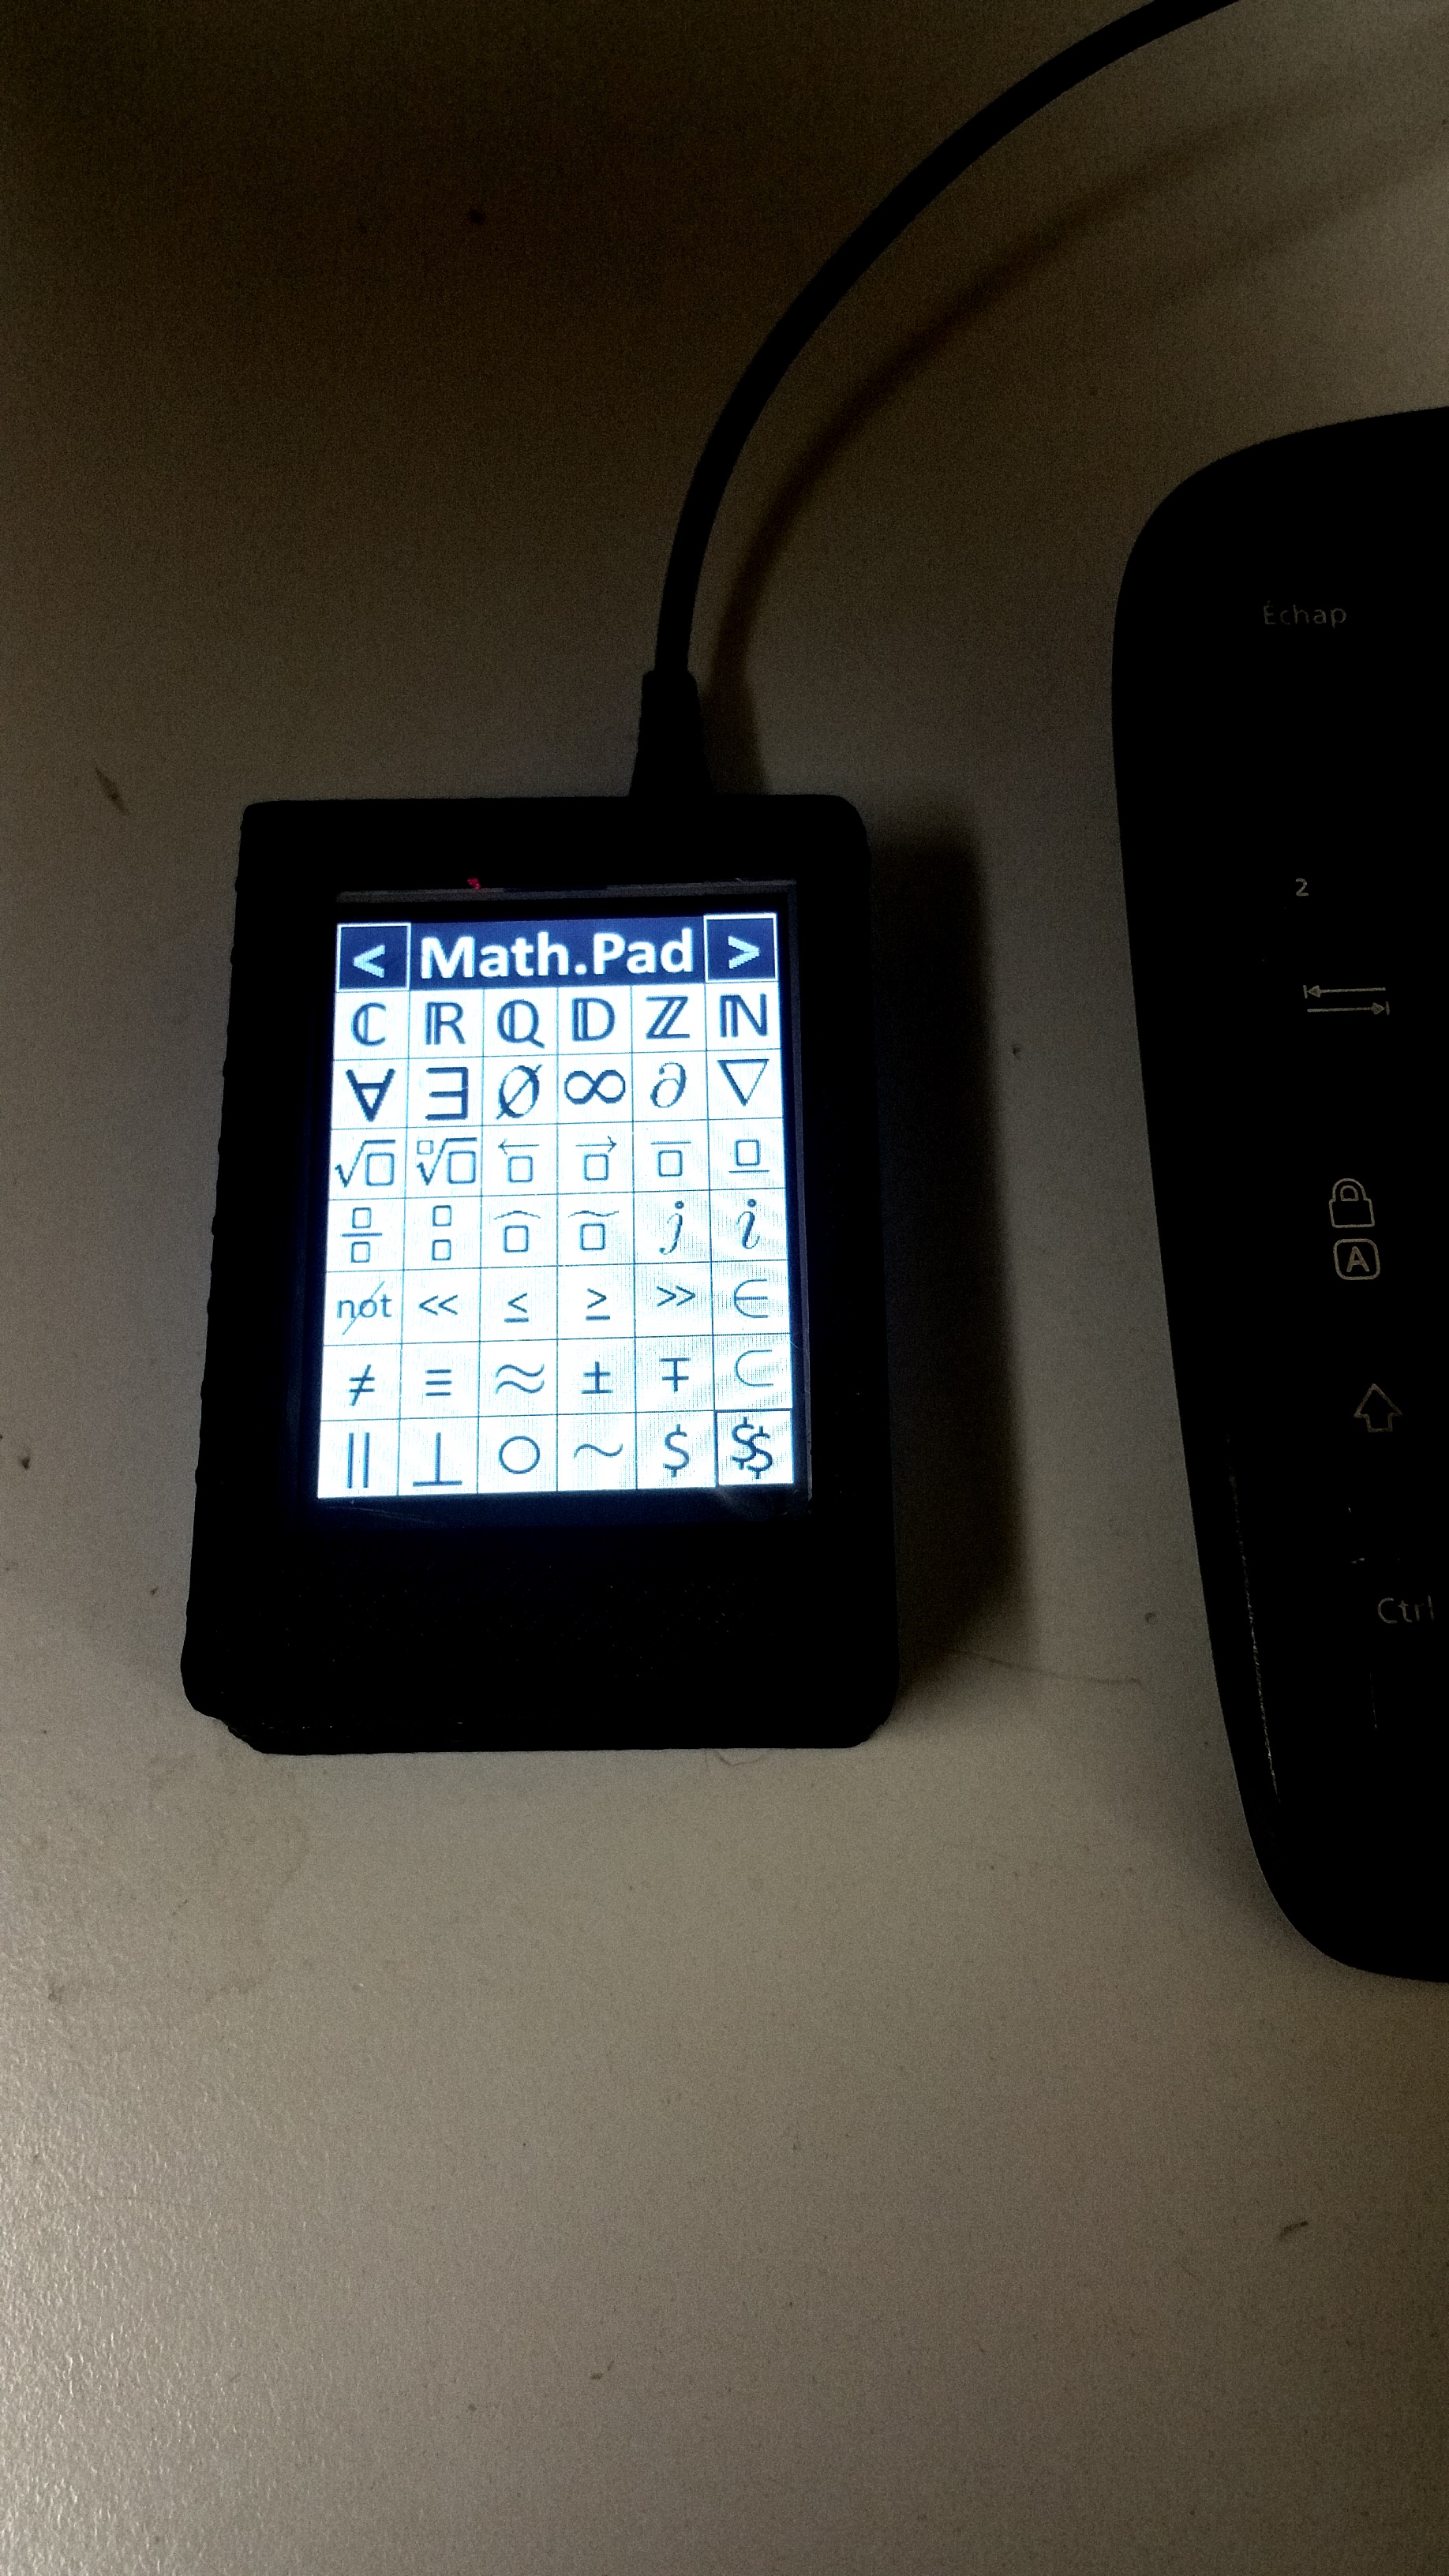 < Math.Pad >
ℂ ℝ ℚ 𝔻 ℤ ℕ
∀ ∃ ∅ ∞ ∂ ∇
√□ □√□ ←□ →□ ‾□ □_
□/□ □ □ ⌒□ ~□ j i
not << ≤ ≥ >> ∈
≠ ≡ ≈ ± ∓ ⊂
|| ⊥ ○ ~ $ $$
Échap
2
A
Ctrl